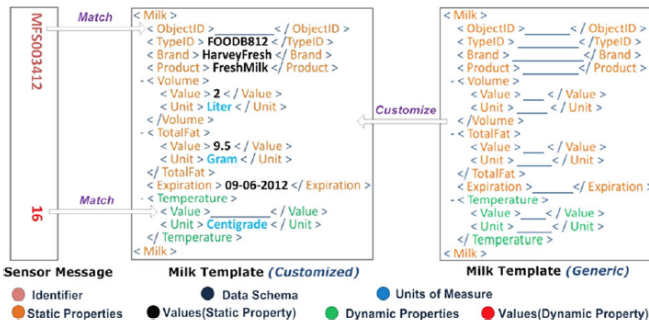 MFS003412
16
Match
Match
Sensor Message
< Milk >
< ObjectID > ________ </ ObjectID >
< TypeID > FOODB812 </TypeID >
< Brand > HarveyFresh </ Brand >
< Product > FreshMilk </ Product >
- < Volume >
< Value > 2 </ Value >
< Unit > Liter </ Unit >
</Volume >
- < TotalFat >
< Value > 9.5 </ Value >
< Unit > Gram </ Unit >
</ TotalFat >
< Expiration > 09-06-2012 </ Expiration >
- < Temperature >
< Value >________ </ Value >
< Unit > Centigrade </ Unit >
</ Temperature >
< Milk >
Milk Template (Customized)
Customize
< Milk >
< ObjectID > ________ </ ObjectID >
< TypeID > ________ </TypeID >
< Brand > ________ </ Brand >
< Product > ________ </ Product >
- < Volume >
< Value > ___ </ Value >
< Unit > ____ </ Unit >
</Volume >
- < TotalFat >
< Value > ___ </ Value >
< Unit > ____ </ Unit >
</ TotalFat >
< Expiration > ______ </ Expiration >
- < Temperature >
< Value > ___ </ Value >
< Unit > ___ </ Unit >
</ Temperature >
< Milk >
Milk Template (Generic)
Identifier
Data Schema
Units of Measure
Static Properties
Values(Static Property)
Dynamic Properties
Values(Dynamic Property)